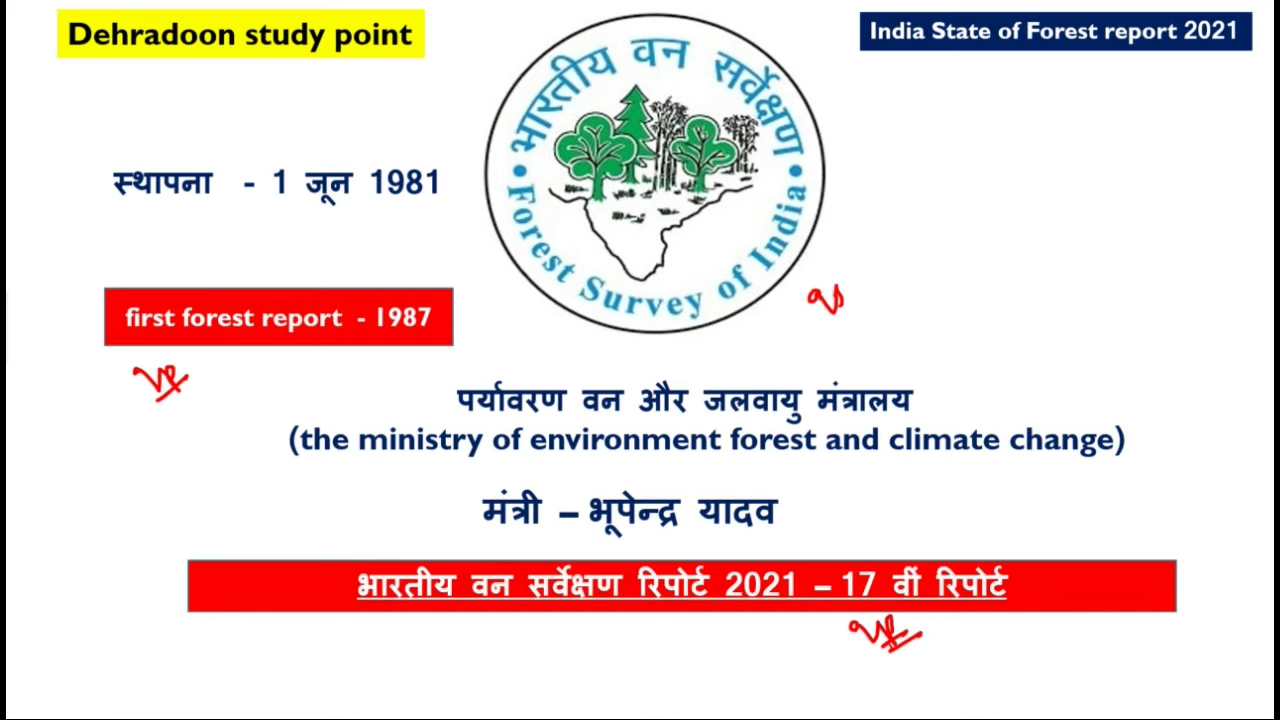 Dehradoon study point
India State of Forest report 2021
भारतीय वन सर्वेक्षण
Forest Survey of India
स्थापना - 1 जून 1981
first forest report - 1987
पर्यावरण वन और जलवायु मंत्रालय
(the ministry of environment forest and climate change)
मंत्री – भूपेन्द्र यादव
भारतीय वन सर्वेक्षण रिपोर्ट 2021 – 17 वीं रिपोर्ट